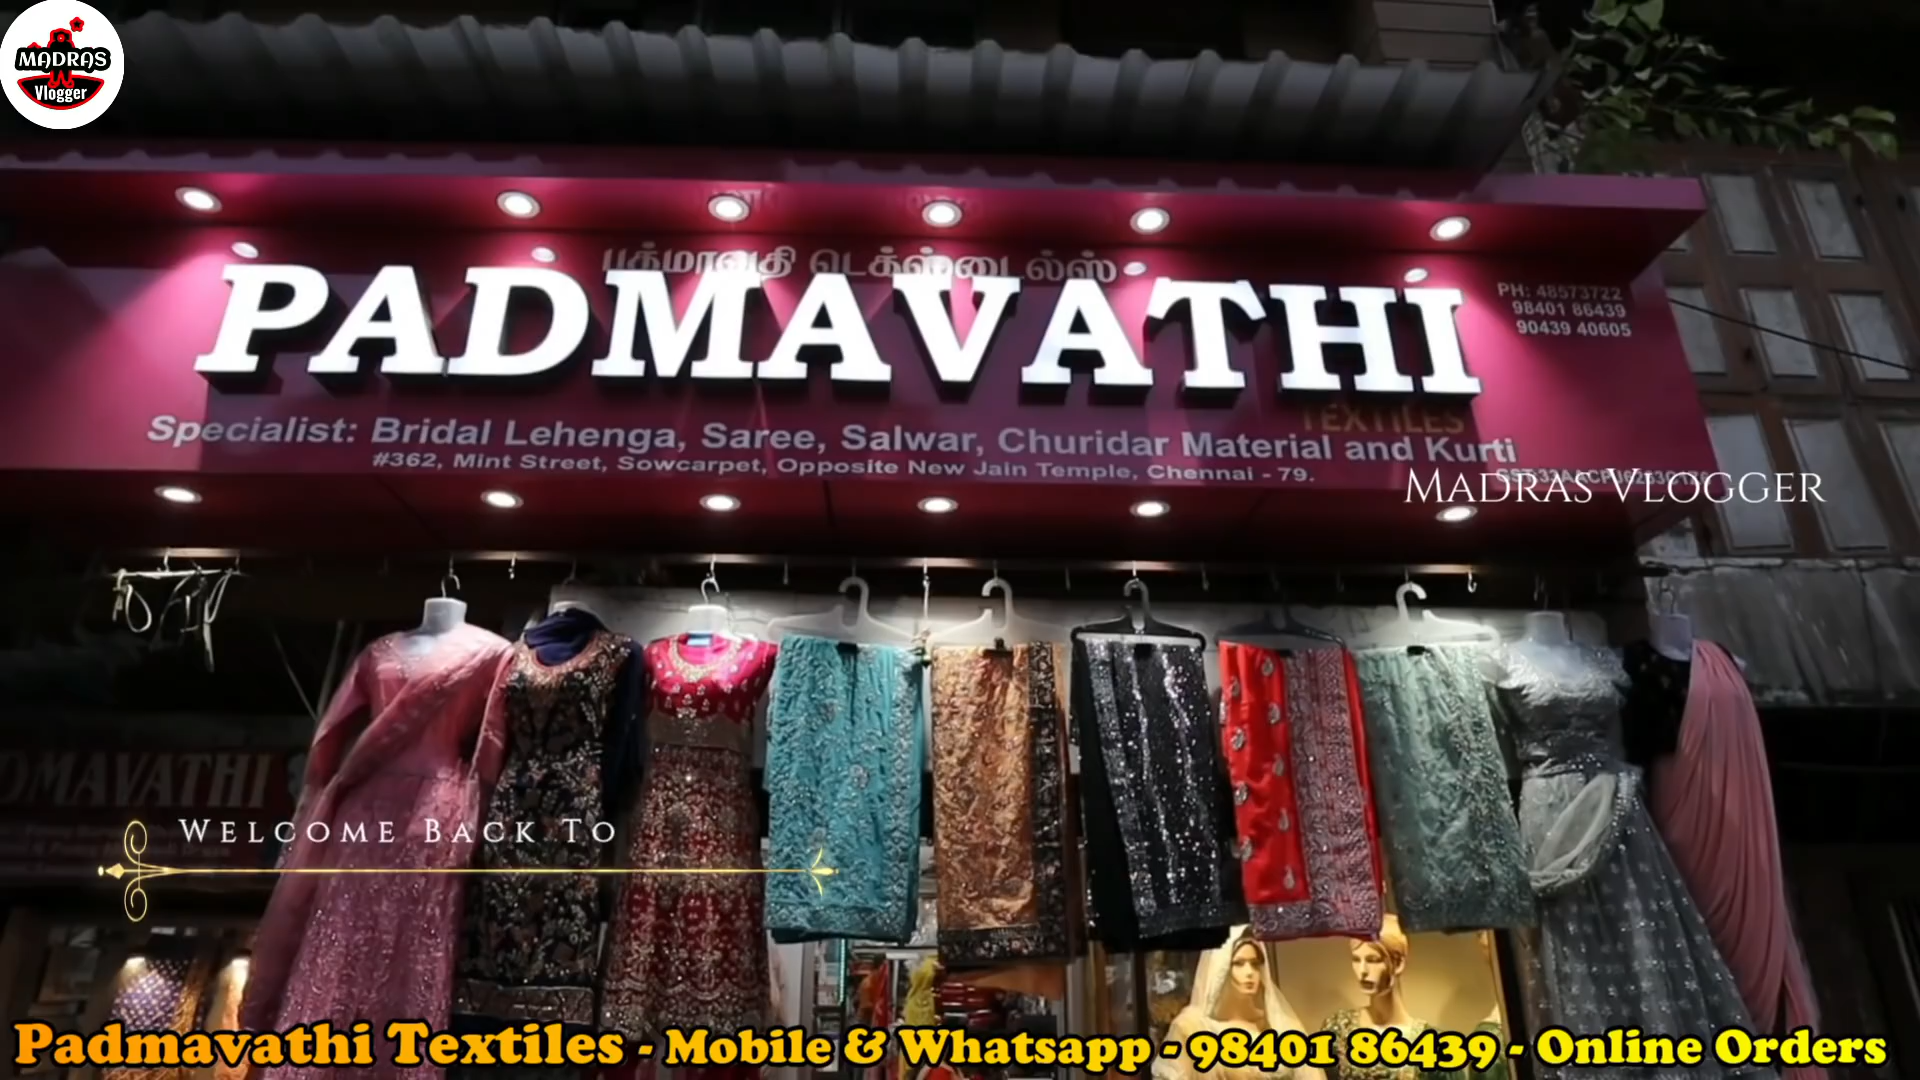 MADRAS
Vlogger
பத்மாவதி டெக்ஸ்டைல்ஸ்
PADMAVATHI
TEXTILES
PH: 48573722
98401 86439
90439 40605
Specialist: Bridal Lehenga, Saree, Salwar, Churidar Material and Kurti
#362, Mint Street, Sowcarpet, Opposite New Jain Temple, Chennai - 79.
MADRAS VLOGGER
DMAVATHI
WELCOME BACK TO
Padmavathi Textiles - Mobile & Whatsapp - 98401 86439 - Online Orders